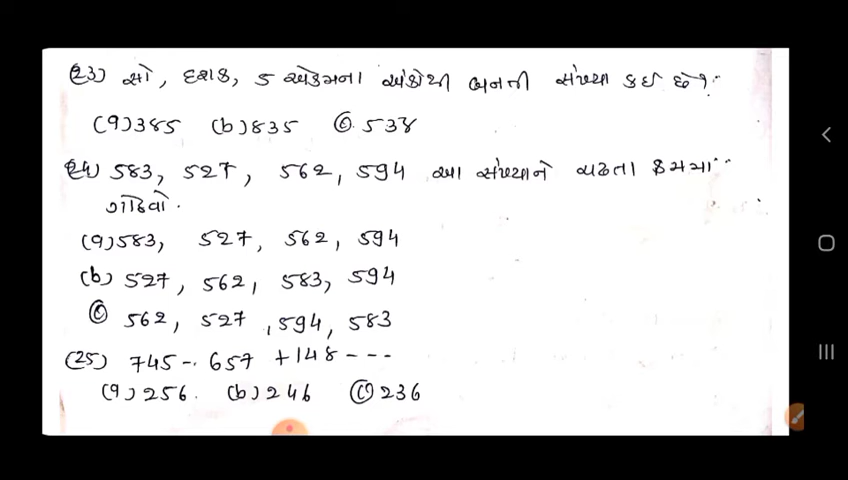 (23) સો, દશક, 5 એકમના અંકોથી બનતી સંખ્યા કઈ છે?
(a) 385 (b) 835 (c) 538
(24) 583, 527, 562, 594 આ સંખ્યાને ચઢતા ક્રમમાં
ગોઠવો.
(a) 583, 527, 562, 594
(b) 527, 562, 583, 594
(c) 562, 527, 594, 583
(25) 745 - 657 + 148 ---
(a) 256. (b) 246 (c) 236